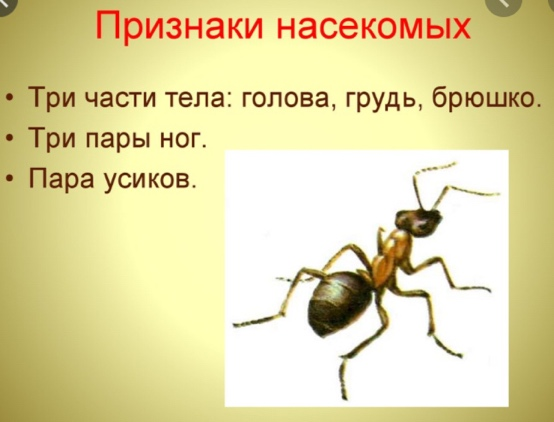 Признаки насекомых
• Три части тела: голова, грудь, брюшко.
• Три пары ног.
• Пара усиков.